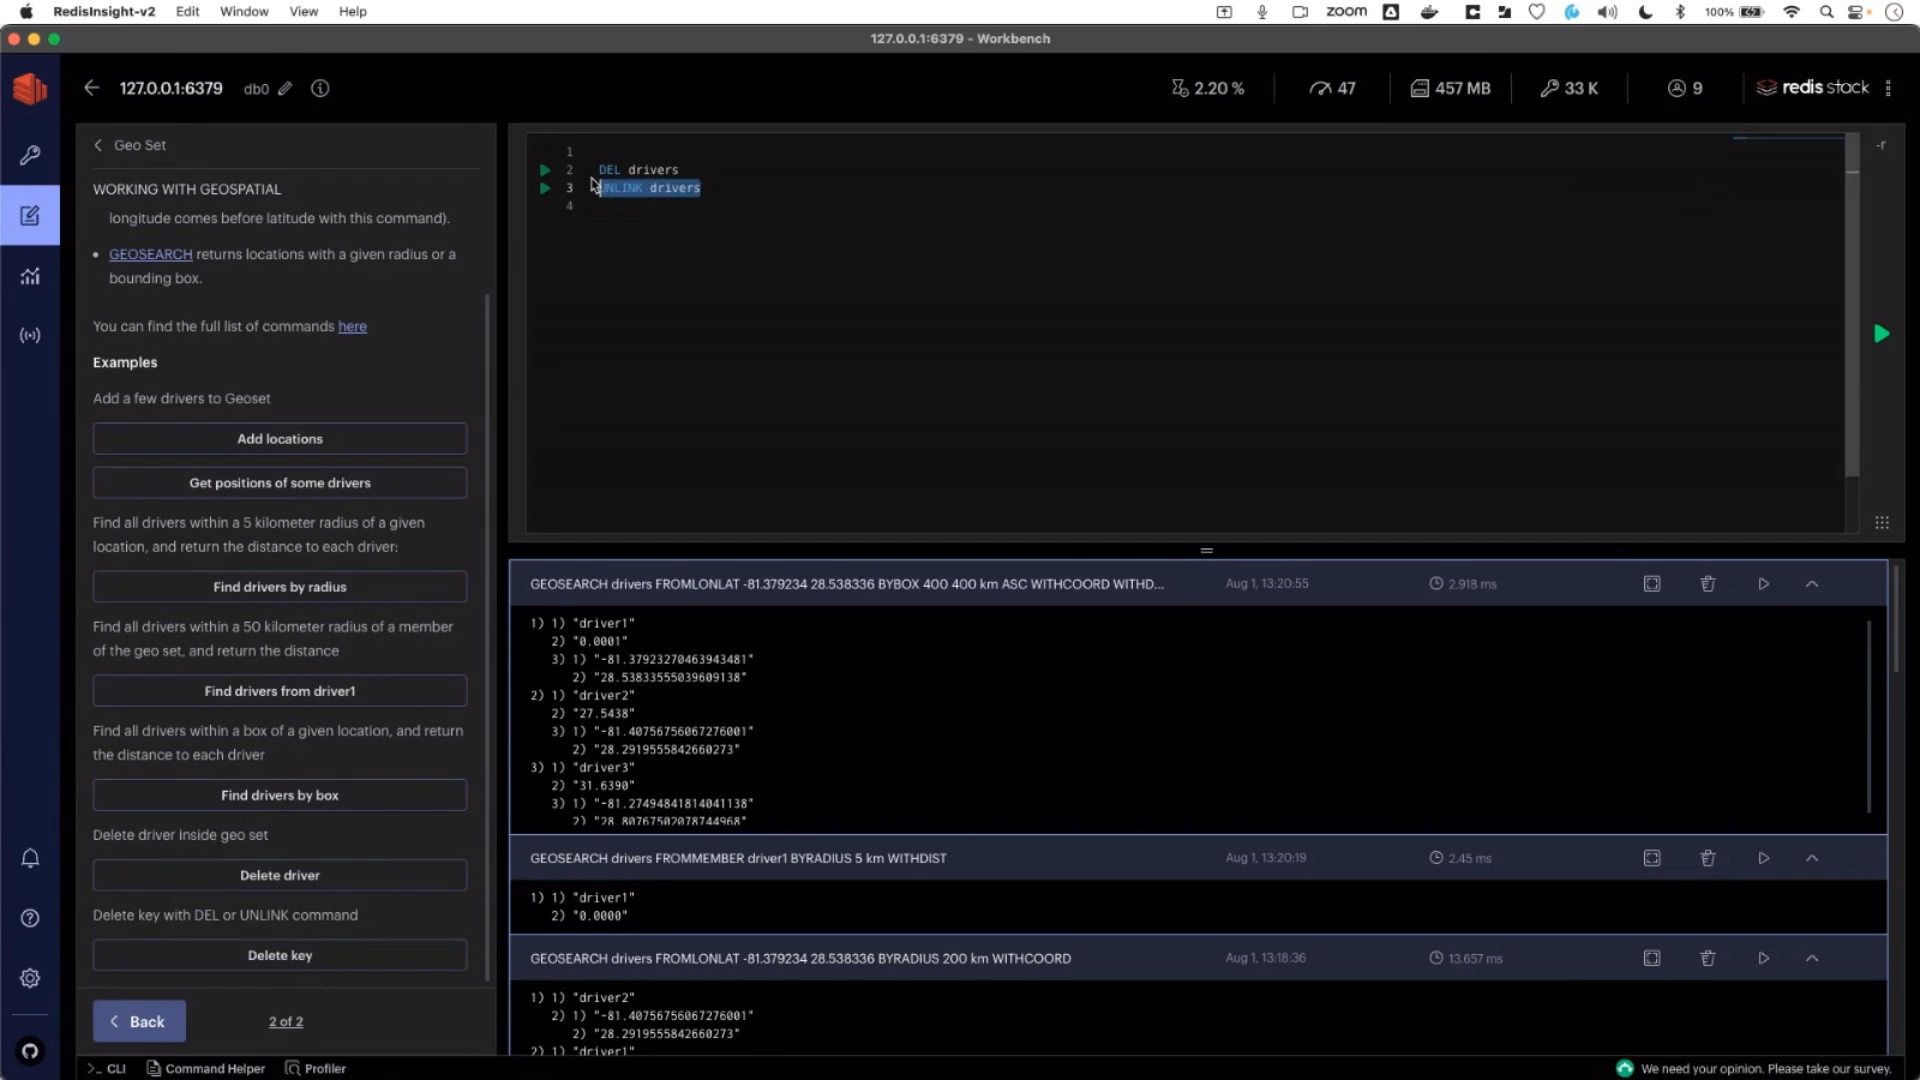 RedisInsight-v2 Edit Window View Help
zoom 100%
127.0.0.1:6379 - Workbench
127.0.0.1:6379 db0 2.20 % 47 457 MB 33 K 9 redis stack
Geo Set
WORKING WITH GEOSPATIAL
longitude comes before latitude with this command).
GEOSEARCH returns locations with a given radius or a
bounding box.
You can find the full list of commands here
Examples
Add a few drivers to Geoset
Add locations
Get positions of some drivers
Find all drivers within a 5 kilometer radius of a given
location, and return the distance to each driver:
Find drivers by radius
Find all drivers within a 50 kilometer radius of a member
of the geo set, and return the distance
Find drivers from driver1
Find all drivers within a box of a given location, and return
the distance to each driver
Find drivers by box
Delete driver inside geo set
Delete driver
Delete key with DEL or UNLINK command
Delete key
Back 2 of 2
1
2 DEL drivers
3 UNLINK drivers
4
-r
GEOSEARCH drivers FROMLONLAT -81.379234 28.538336 BYBOX 400 400 km ASC WITHCOORD WITHD... Aug 1, 13:20:55 2.918 ms
1) 1) "driver1"
2) "0.0001"
3) 1) "-81.37923270463943481"
2) "28.53833555039609138"
2) 1) "driver2"
2) "27.5438"
3) 1) "-81.40756756067276001"
2) "28.2919555842660273"
3) 1) "driver3"
2) "31.6390"
3) 1) "-81.27494841814041138"
2) "28.80767502078744968"
GEOSEARCH drivers FROMMEMBER driver1 BYRADIUS 5 km WITHDIST Aug 1, 13:20:19 2.45 ms
1) 1) "driver1"
2) "0.0000"
GEOSEARCH drivers FROMLONLAT -81.379234 28.538336 BYRADIUS 200 km WITHCOORD Aug 1, 13:18:36 13.657 ms
1) 1) "driver2"
2) 1) "-81.40756756067276001"
2) "28.2919555842660273"
2) 1) "driver1"
>_ CLI Command Helper Profiler We need your opinion. Please take our survey.